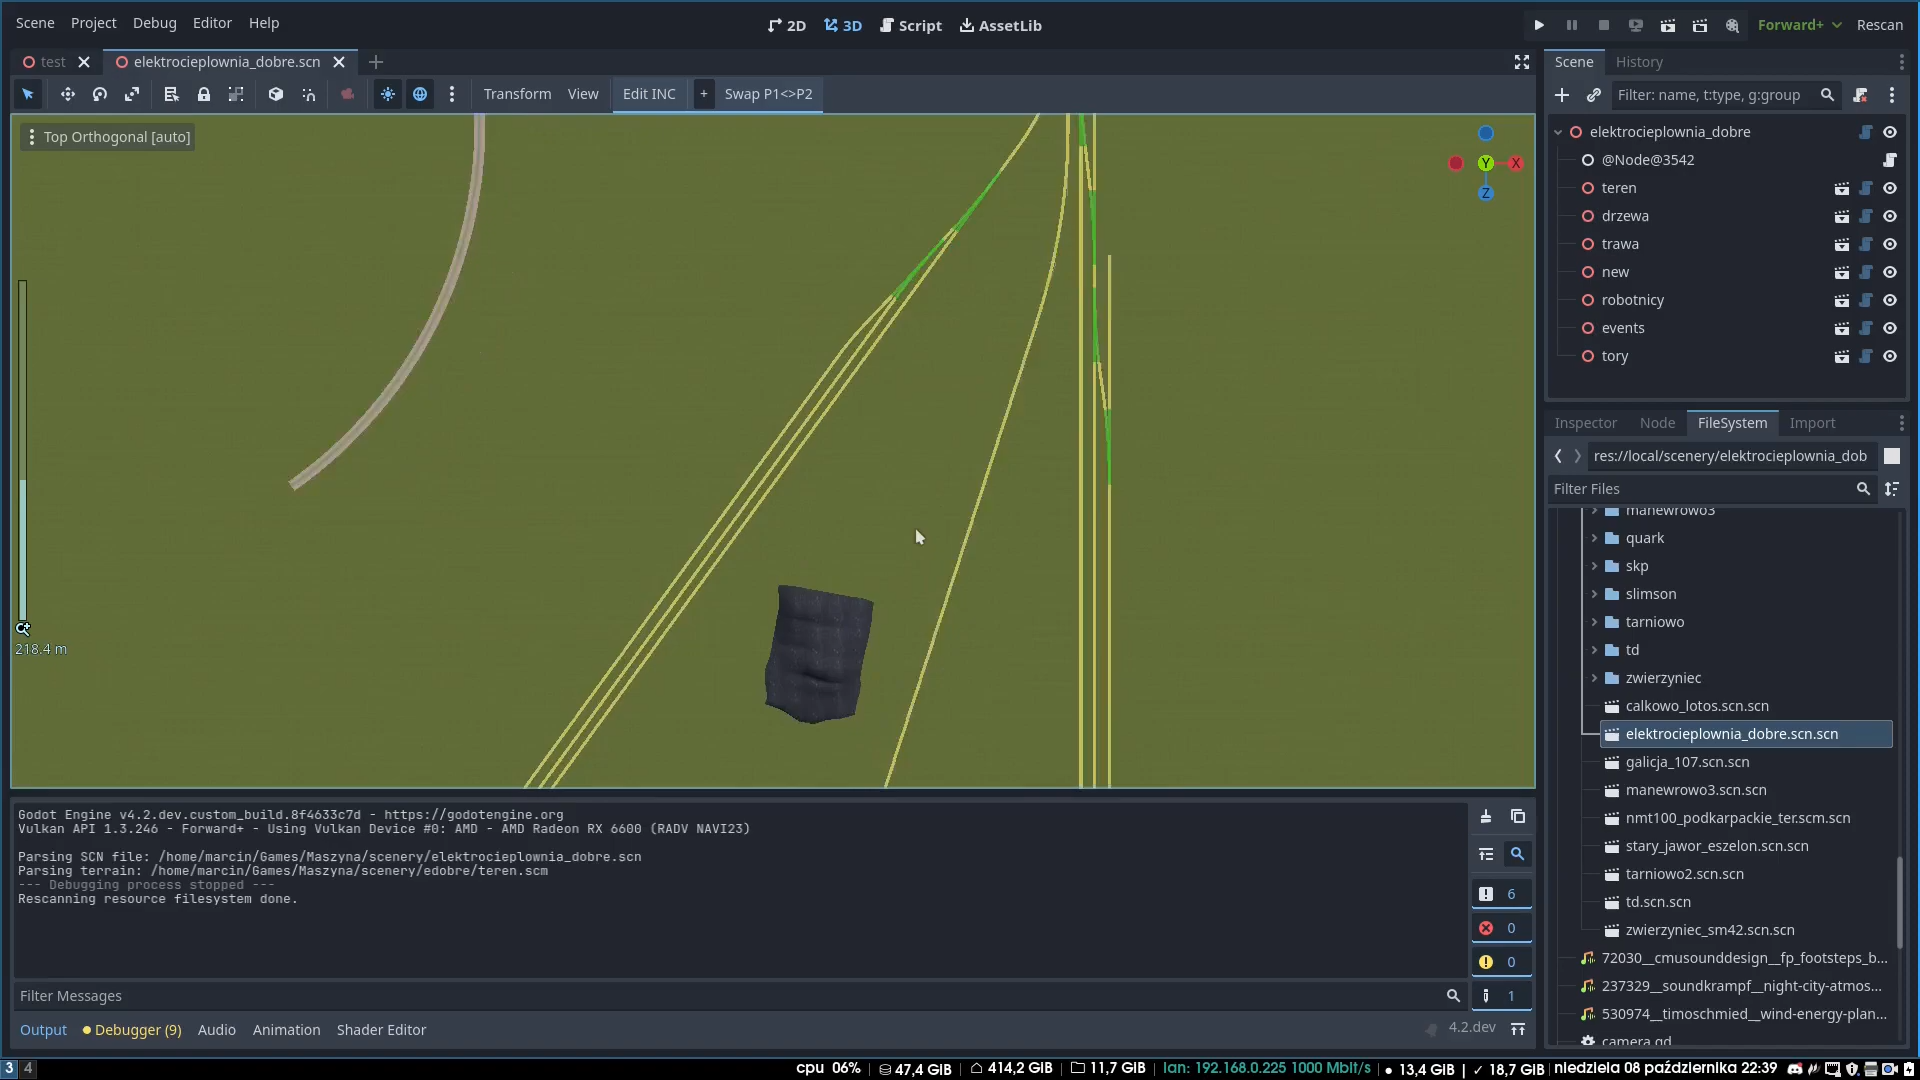 Scene Project Debug Editor Help
2D 3D Script AssetLib
Forward+ Rescan
test elektrocieplownia_dobre.scn
Transform View Edit INC + Swap P1<>P2
Top Orthogonal [auto]
Y X
Z
218.4 m
Scene History
Filter: name, t:type, g:group
elektrocieplownia_dobre
@Node@3542
teren
drzewa
trawa
new
robotnicy
events
tory
Inspector Node FileSystem Import
res://local/scenery/elektrocieplownia_dob
Filter Files
manewrowo3
quark
skp
slimson
tarniowo
td
zwierzyniec
calkowo_lotos.scn.scn
elektrocieplownia_dobre.scn.scn
galicja_107.scn.scn
manewrowo3.scn.scn
nmt100_podkarpackie_ter.scm.scn
stary_jawor_eszelon.scn.scn
tarniowo2.scn.scn
td.scn.scn
zwierzyniec_sm42.scn.scn
72030__cmusounddesign__fp_footsteps_b...
237329__soundkrampf__night-city-atmos...
530974__timoschmied__wind-energy-plan...
camera.gd
Godot Engine v4.2.dev.custom_build.8f4633c7d - https://godotengine.org
Vulkan API 1.3.246 - Forward+ - Using Vulkan Device #0: AMD - AMD Radeon RX 6600 (RADV NAVI23)
Parsing SCN file: /home/marcin/Games/Maszyna/scenery/elektrocieplownia_dobre.scn
Parsing terrain: /home/marcin/Games/Maszyna/scenery/edobre/teren.scm
--- Debugging process stopped ---
Rescanning resource filesystem done.
6
0
0
1
Filter Messages
Output Debugger (9) Audio Animation Shader Editor
4.2.dev
3 4
cpu 06% 47,4 GIB 414,2 GIB 11,7 GIB lan: 192.168.0.225 1000 Mbit/s 13,4 GIB | ✓ 18,7 GIB niedziela 08 października 22:39